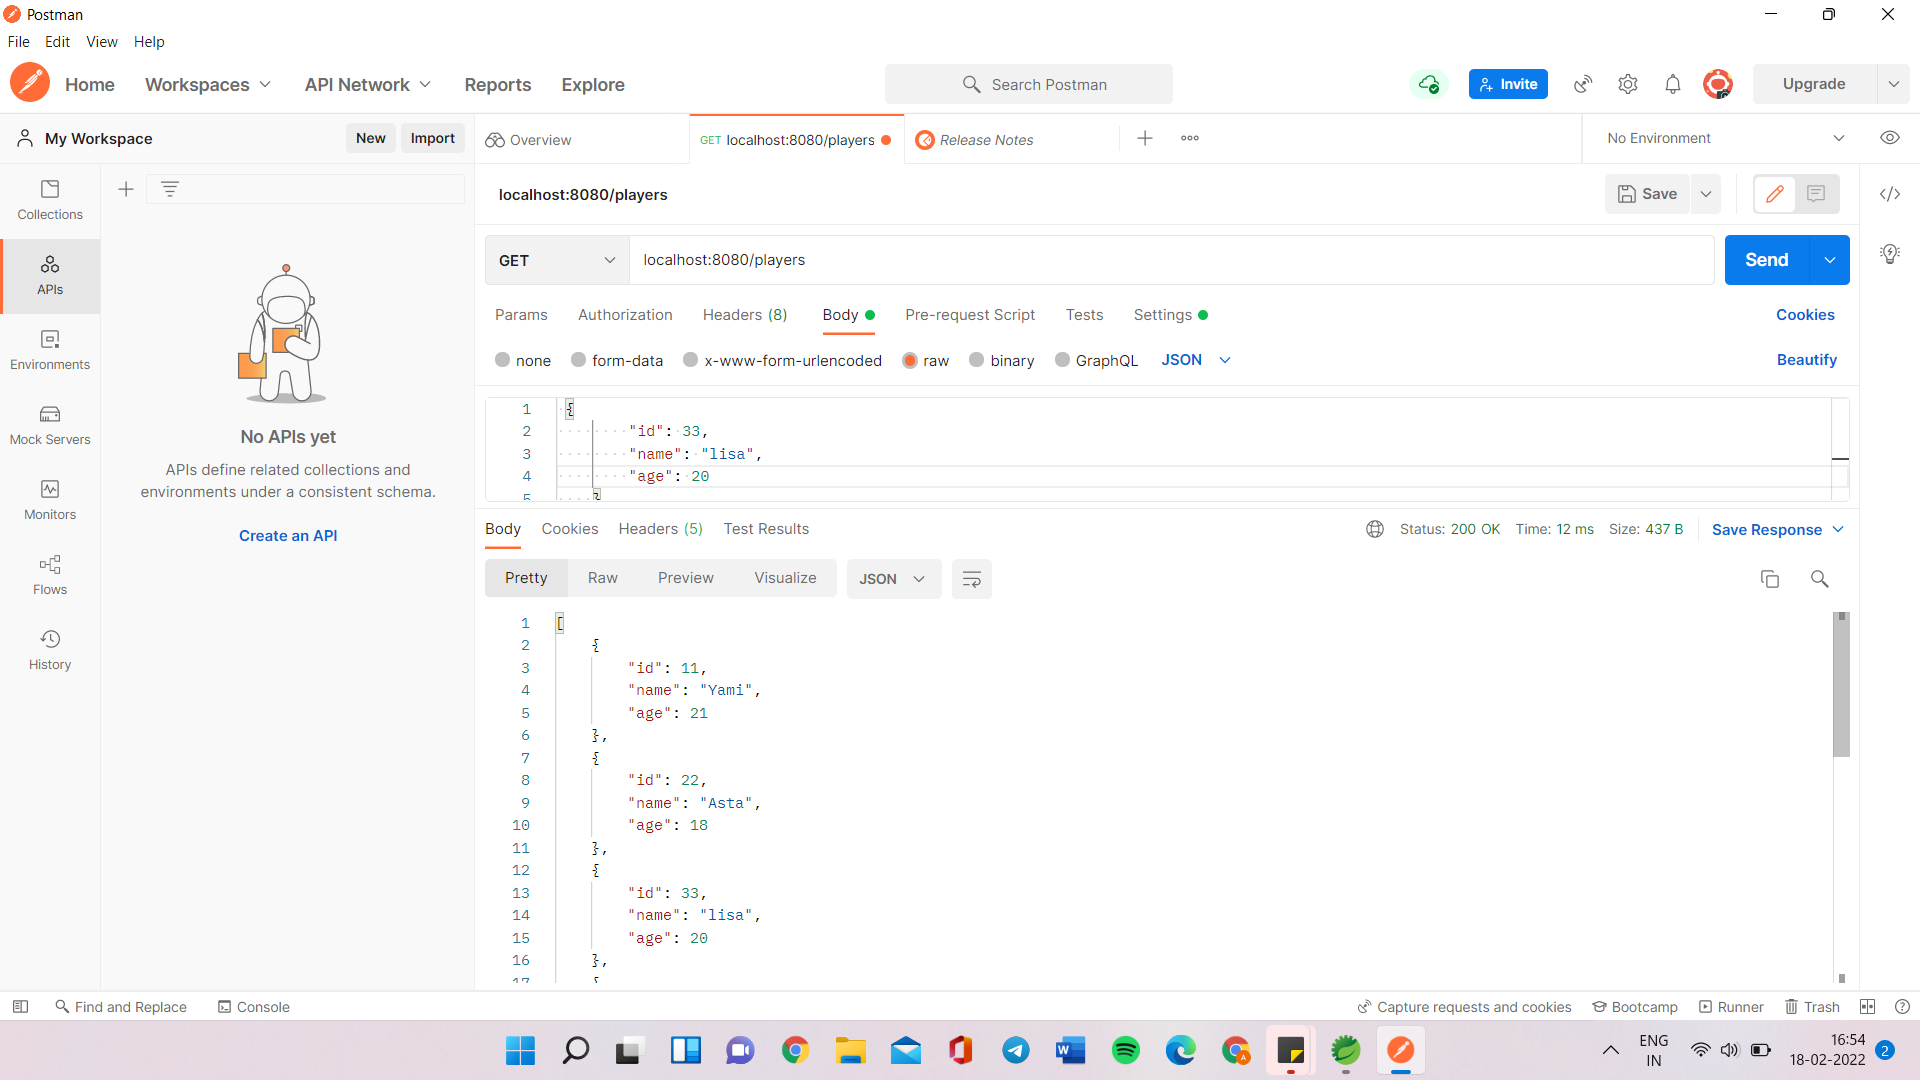 Postman
File Edit View Help
Home Workspaces API Network Reports Explore Search Postman Invite Upgrade
My Workspace New Import Overview GET localhost:8080/players Release Notes No Environment
localhost:8080/players Save
GET localhost:8080/players Send
Params Authorization Headers (8) Body Pre-request Script Tests Settings Cookies
none form-data x-www-form-urlencoded raw binary GraphQL JSON Beautify
1 {
2 "id": 33,
3 "name": "lisa",
4 "age": 20
5 }
Collections
APIs
Environments
Mock Servers
Monitors
Flows
History
No APIs yet
APIs define related collections and
environments under a consistent schema.
Create an API
Body Cookies Headers (5) Test Results Status: 200 OK Time: 12 ms Size: 437 B Save Response
Pretty Raw Preview Visualize JSON
1 [
2 {
3 "id": 11,
4 "name": "Yami",
5 "age": 21
6 },
7 {
8 "id": 22,
9 "name": "Asta",
10 "age": 18
11 },
12 {
13 "id": 33,
14 "name": "lisa",
15 "age": 20
16 },
17 {
Find and Replace Console Capture requests and cookies Bootcamp Runner Trash
ENG
IN
16:54
18-02-2022
2